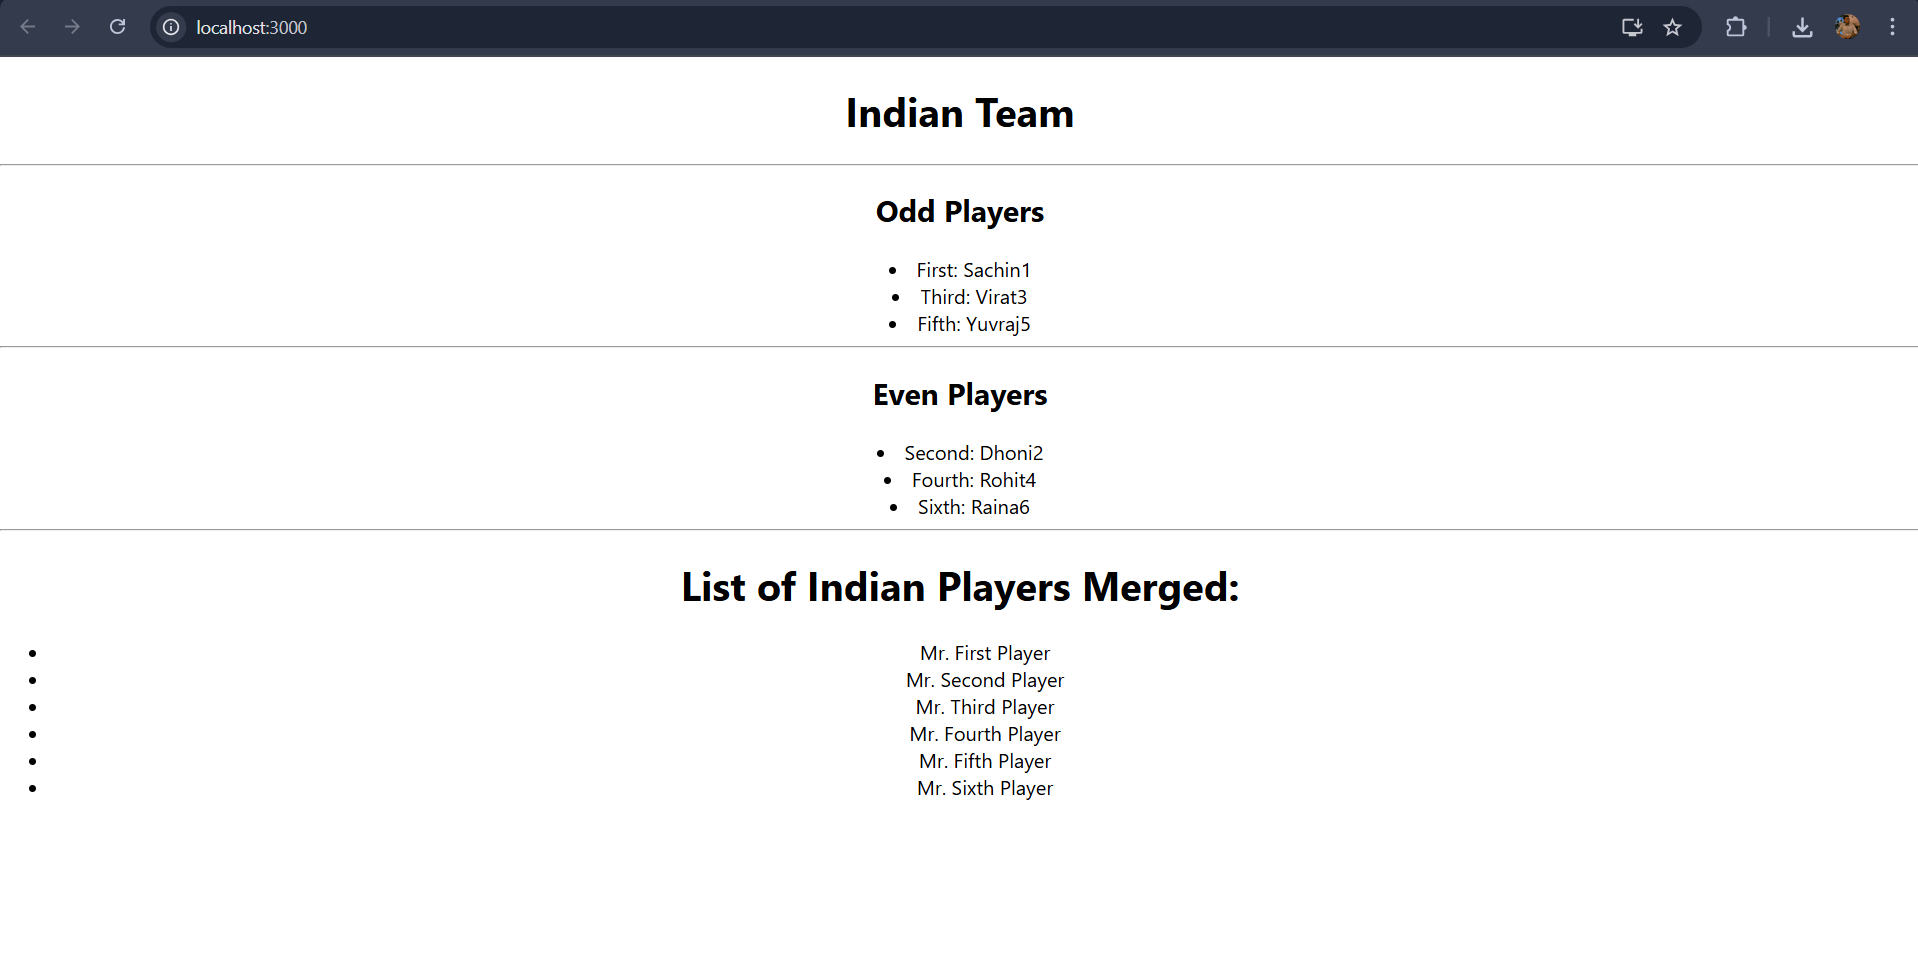 localhost:3000
Indian Team
Odd Players
First: Sachin1
Third: Virat3
Fifth: Yuvraj5
Even Players
Second: Dhoni2
Fourth: Rohit4
Sixth: Raina6
List of Indian Players Merged:
Mr. First Player
Mr. Second Player
Mr. Third Player
Mr. Fourth Player
Mr. Fifth Player
Mr. Sixth Player